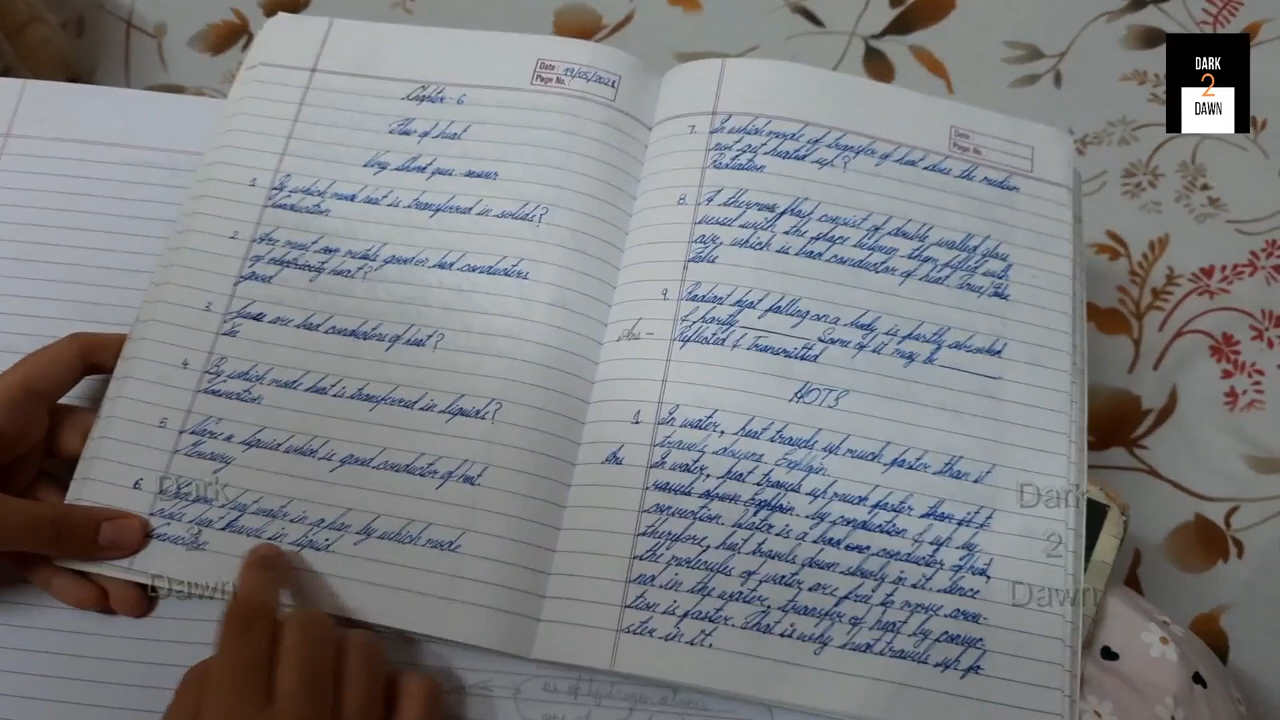 Date: 19/05/2021
Page No.:
Chapter-6
Flow of heat
Very Short ques-answer
1. By which mode heat is transferred in solids?
Conduction
2. Are most metals good or bad conductors
of electricity heat?
good
3. Gases are bad conductors of heat?
4. By which mode heat is transferred in liquids?
Convection
5. Name a liquid which is good conductor of heat.
Mercury
6. heat water in a pan by which mode
does heat travels in liquid
Convection
Date:
Page No.
7. In which mode of transfer of heat does the medium
not get heated up?
Radiation
8. A thermos flask consist of double walled glass
vessel with the space between them filled with
air, which is bad conductor of heat. True/False
false
9. Radiant heat falling on a body is partly absorbed
& partly ______. Some of it may be ______
Ans - Reflected & Transmitted
HOTS
1. In water, heat travels up much faster than it
travels down. Explain.
Ans In water, heat travels up much faster than it t
ravels down Explain. by conduction & up by
convection. Water is a bad conductor of heat,
therefore, heat travels down slowly in it. Since
the molecules of water are free to move arou-
nd in the water, transfer of heat by convec-
tion is faster. That is why heat travels up fa
ster in it.
DARK
2
DAWN
Dark
2
Dawn
Dark
2
Dawn